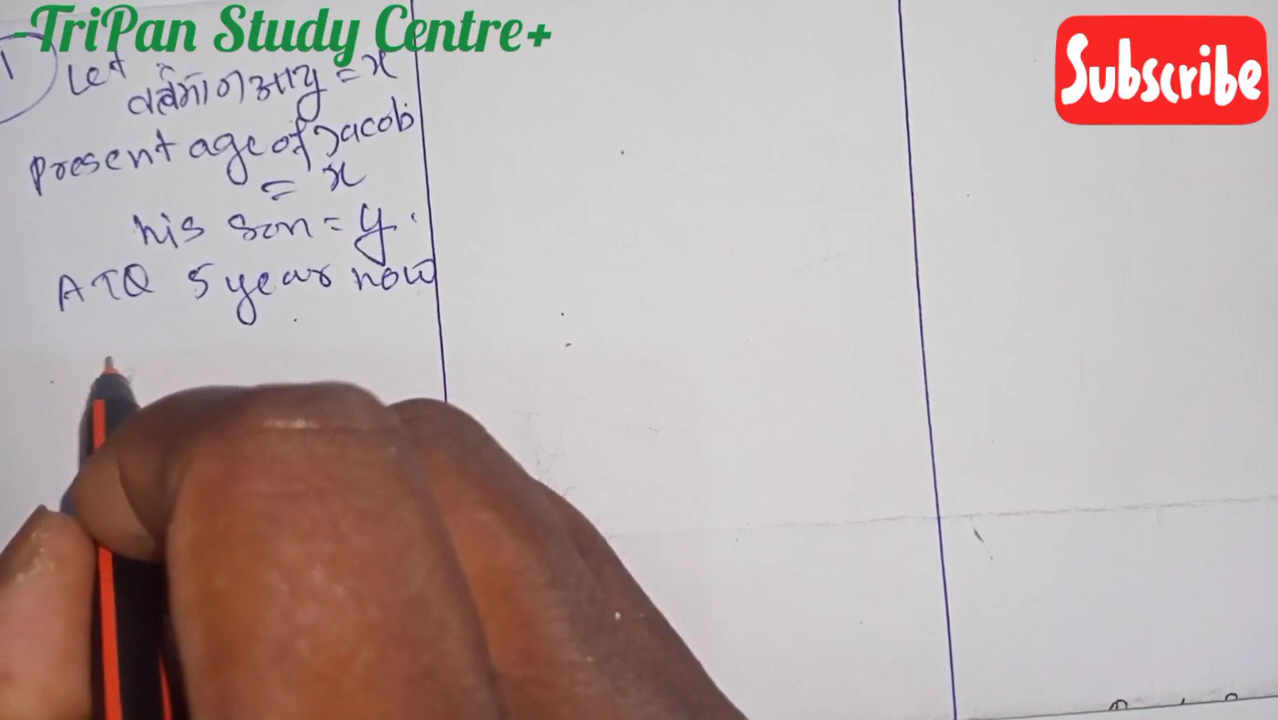 -TriPan Study Centre+
Subscribe
1
Let
वर्तमान आयु = x
Present age of Jacob
= x
his son = y.
ATQ 5 year now